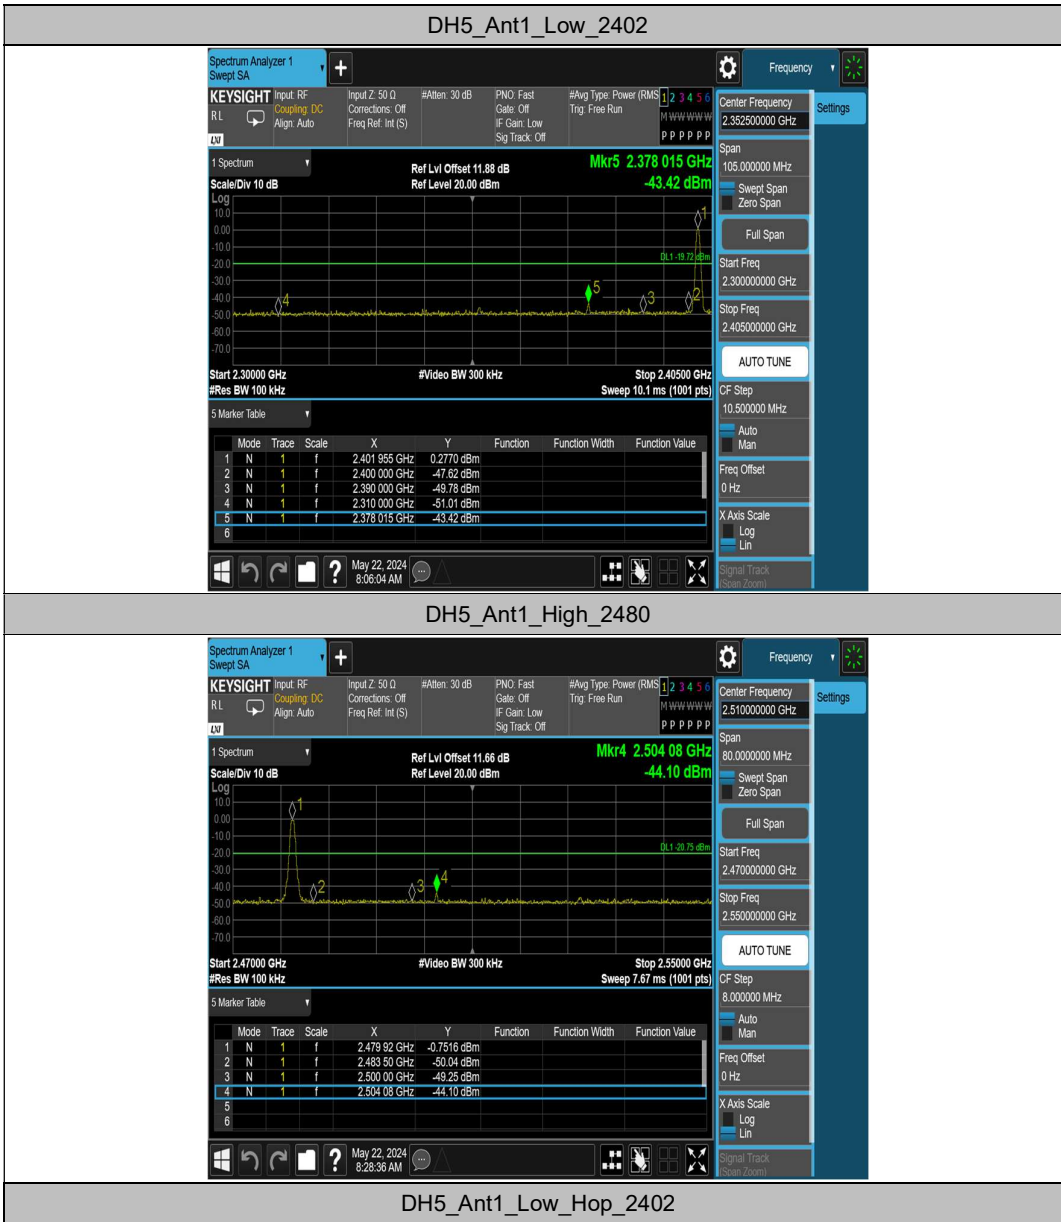 DH5_Ant1_Low_2402
Spectrum Analyzer 1
Swept SA
Frequency
KEYSIGHT Input: RF Input Z: 50 Ω #Atten: 30 dB PNO: Fast #Avg Type: Power (RMS 1 2 3 4 5 6
RL Coupling: DC Corrections: Off Gate: Off Trig: Free Run
Align: Auto Freq Ref: Int (S) IF Gain: Low M W W W W W
LXI Sig Track: Off P P P P P P
Center Frequency
2.352500000 GHz
Settings
Span
105.000000 MHz
Swept Span
Zero Span
Full Span
Start Freq
2.300000000 GHz
Stop Freq
2.405000000 GHz
AUTO TUNE
CF Step
10.500000 MHz
Auto
Man
Freq Offset
0 Hz
X Axis Scale
Log
Lin
Signal Track
(Span Zoom)
1 Spectrum
Scale/Div 10 dB
Ref Lvl Offset 11.88 dB
Ref Level 20.00 dBm
Mkr5 2.378 015 GHz
-43.42 dBm
Log
10.0
0.00
-10.0
-20.0
-30.0
-40.0
-50.0
-60.0
-70.0
DL1 -19.72 dBm
1
2
3
4
5
Start 2.30000 GHz #Video BW 300 kHz Stop 2.40500 GHz
#Res BW 100 kHz Sweep 10.1 ms (1001 pts)
5 Marker Table
Mode Trace Scale X Y Function Function Width Function Value
1 N 1 f 2.401 955 GHz 0.2770 dBm
2 N 1 f 2.400 000 GHz -47.62 dBm
3 N 1 f 2.390 000 GHz -49.78 dBm
4 N 1 f 2.310 000 GHz -51.01 dBm
5 N 1 f 2.378 015 GHz -43.42 dBm
6
? May 22, 2024
8:06:04 AM
DH5_Ant1_High_2480
Spectrum Analyzer 1
Swept SA
Frequency
KEYSIGHT Input: RF Input Z: 50 Ω #Atten: 30 dB PNO: Fast #Avg Type: Power (RMS 1 2 3 4 5 6
RL Coupling: DC Corrections: Off Gate: Off Trig: Free Run
Align: Auto Freq Ref: Int (S) IF Gain: Low M W W W W W
LXI Sig Track: Off P P P P P P
Center Frequency
2.510000000 GHz
Settings
Span
80.0000000 MHz
Swept Span
Zero Span
Full Span
Start Freq
2.470000000 GHz
Stop Freq
2.550000000 GHz
AUTO TUNE
CF Step
8.000000 MHz
Auto
Man
Freq Offset
0 Hz
X Axis Scale
Log
Lin
Signal Track
(Span Zoom)
1 Spectrum
Scale/Div 10 dB
Ref Lvl Offset 11.66 dB
Ref Level 20.00 dBm
Mkr4 2.504 08 GHz
-44.10 dBm
Log
10.0
0.00
-10.0
-20.0
-30.0
-40.0
-50.0
-60.0
-70.0
DL1 -20.75 dBm
1
2
3
4
Start 2.47000 GHz #Video BW 300 kHz Stop 2.55000 GHz
#Res BW 100 kHz Sweep 7.67 ms (1001 pts)
5 Marker Table
Mode Trace Scale X Y Function Function Width Function Value
1 N 1 f 2.479 92 GHz -0.7516 dBm
2 N 1 f 2.483 50 GHz -50.04 dBm
3 N 1 f 2.500 00 GHz -49.25 dBm
4 N 1 f 2.504 08 GHz -44.10 dBm
5
6
? May 22, 2024
8:28:36 AM
DH5_Ant1_Low_Hop_2402